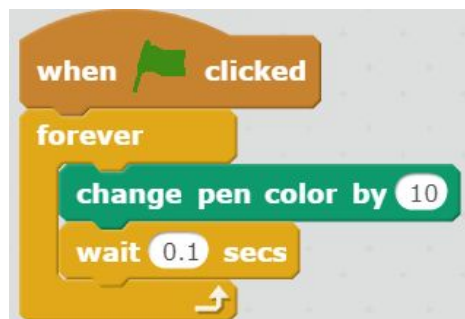 when clicked
forever
change pen color by 10
wait 0.1 secs